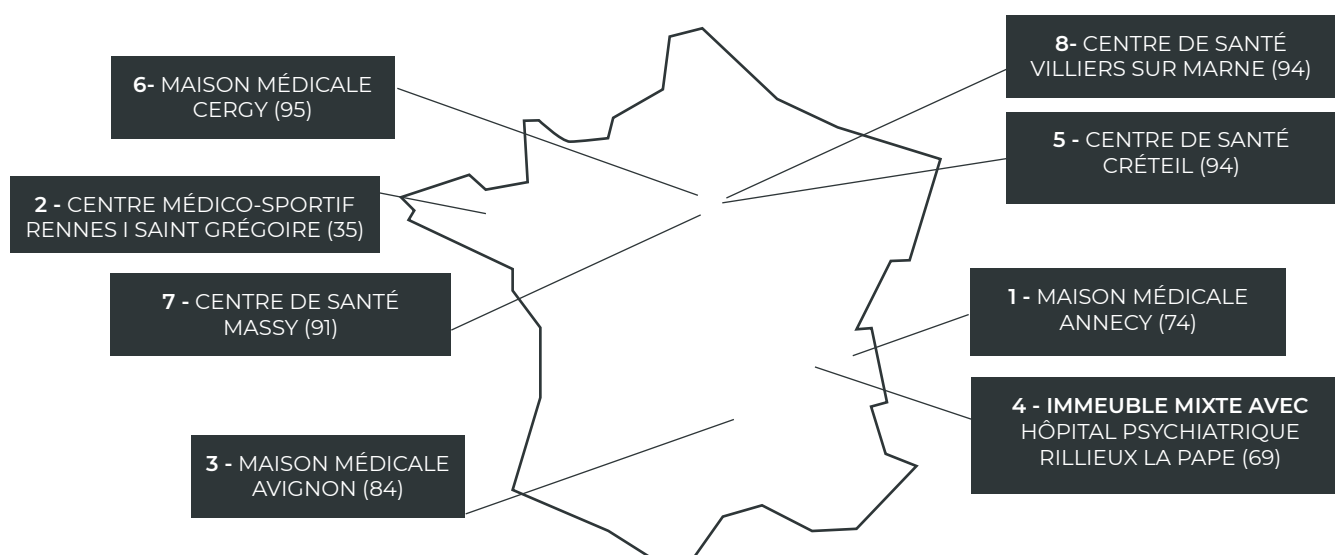 6- MAISON MÉDICALE
CERGY (95)
2 - CENTRE MÉDICO-SPORTIF
RENNES I SAINT GRÉGOIRE (35)
7 - CENTRE DE SANTÉ
MASSY (91)
3 - MAISON MÉDICALE
AVIGNON (84)
8- CENTRE DE SANTÉ
VILLIERS SUR MARNE (94)
5 - CENTRE DE SANTÉ
CRÉTEIL (94)
1 - MAISON MÉDICALE
ANNECY (74)
4 - IMMEUBLE MIXTE AVEC
HÔPITAL PSYCHIATRIQUE
RILLIEUX LA PAPE (69)